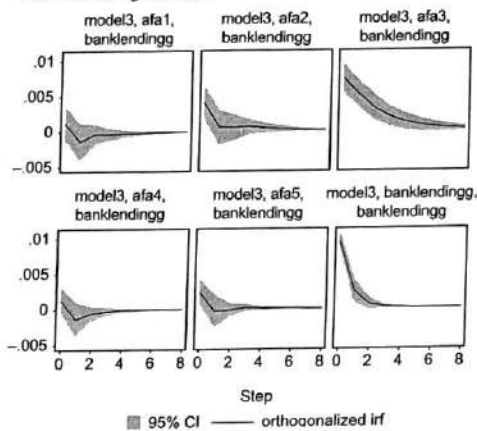 model3, afa1,
banklendingg
model3, afa2,
banklendingg
model3, afa3,
banklendingg
.01
.005
0
−.005
model3, afa4,
banklendingg
model3, afa5,
banklendingg
model3, banklendingg,
banklendingg
.01
.005
0
−.005
0 2 4 6 8
0 2 4 6 8
0 2 4 6 8
Step
95% CI
orthogonalized irf